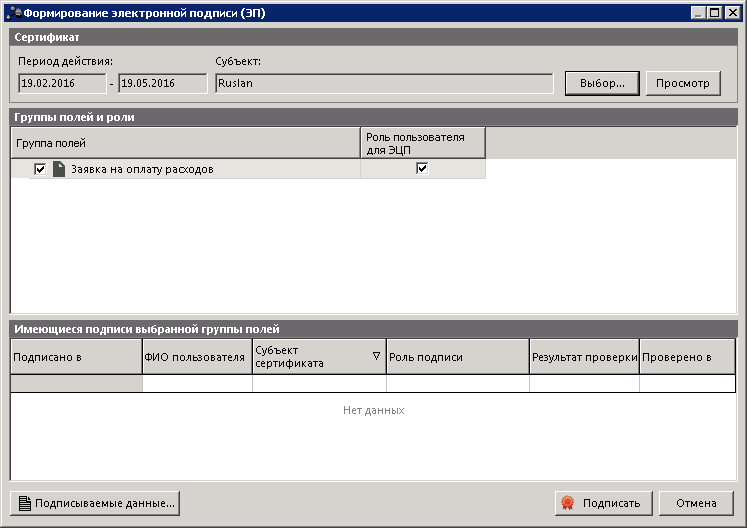 Формирование электронной подписи (ЭП)
Сертификат
Период действия: Субъект:
19.02.2016 - 19.05.2016 Ruslan Выбор... Просмотр
Группы полей и роли
Группа полей Роль пользователя
для ЭЦП
Заявка на оплату расходов
Имеющиеся подписи выбранной группы полей
Подписано в ФИО пользователя Субъект
сертификата Роль подписи Результат проверки Проверено в
Нет данных
Подписываемые данные... Подписать Отмена